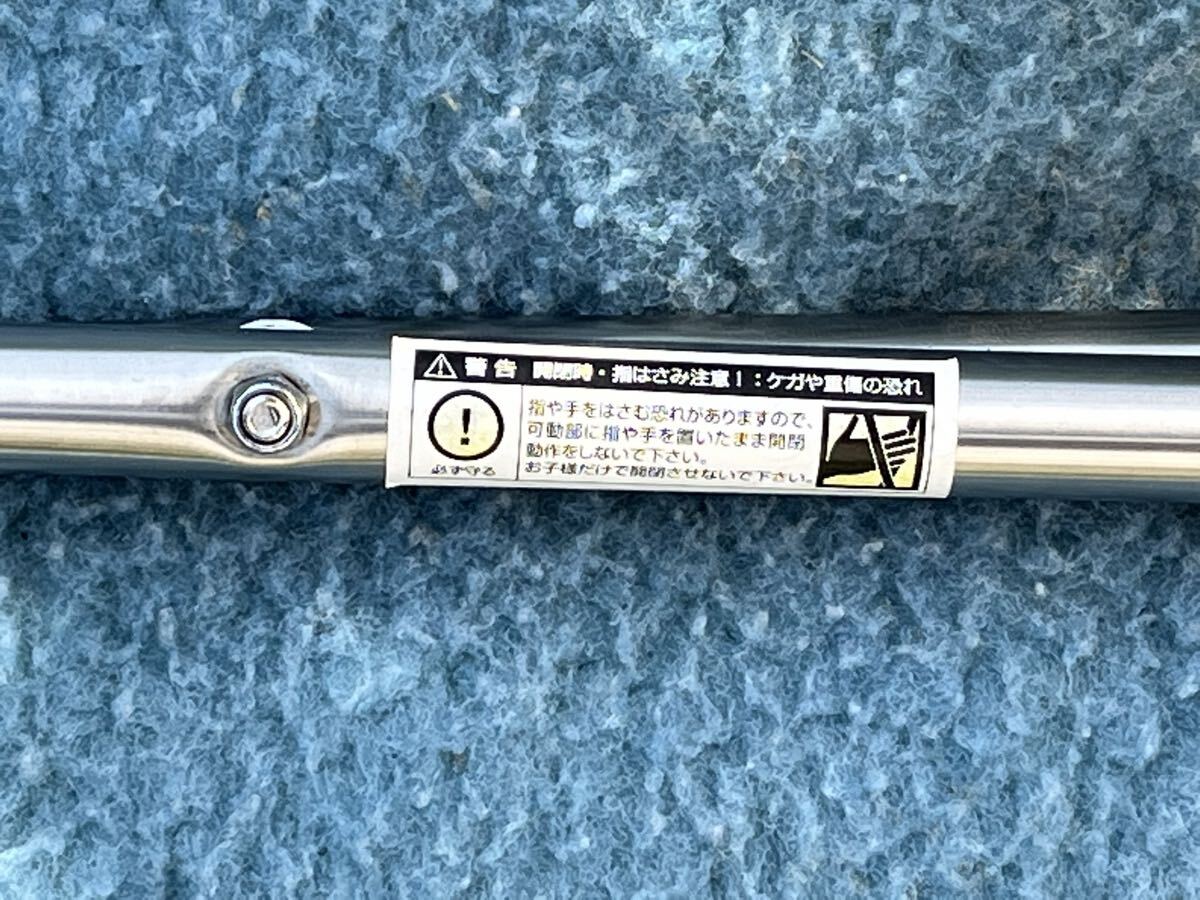 警告 開閉時・指はさみ注意！：ケガや重傷の恐れ
必ず守る
指や手をはさむ恐れがありますので、
可動部に指や手を置いたまま開閉
動作をしないで下さい。
お子様だけで開閉させないで下さい。